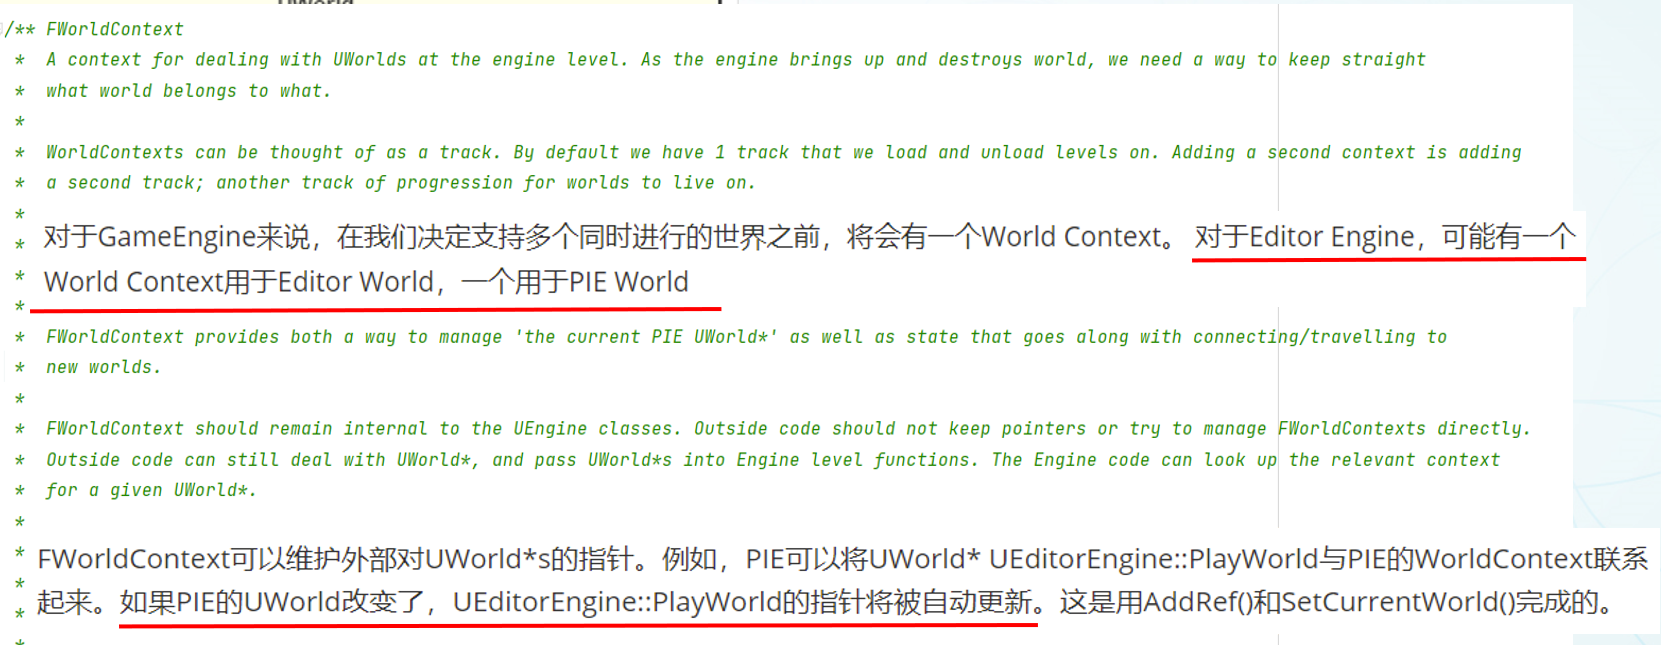 /** FWorldContext
* A context for dealing with UWorlds at the engine level. As the engine brings up and destroys world, we need a way to keep straight
* what world belongs to what.
*
* WorldContexts can be thought of as a track. By default we have 1 track that we load and unload levels on. Adding a second context is adding
* a second track; another track of progression for worlds to live on.
*
* 对于GameEngine来说，在我们决定支持多个同时进行的世界之前，将会有一个World Context。 对于Editor Engine，可能有一个
* World Context用于Editor World，一个用于PIE World
*
* FWorldContext provides both a way to manage 'the current PIE UWorld*' as well as state that goes along with connecting/travelling to
* new worlds.
*
* FWorldContext should remain internal to the UEngine classes. Outside code should not keep pointers or try to manage FWorldContexts directly.
* Outside code can still deal with UWorld*, and pass UWorld*s into Engine level functions. The Engine code can look up the relevant context
* for a given UWorld*.
*
* FWorldContext可以维护外部对UWorld*s的指针。例如，PIE可以将UWorld* UEditorEngine::PlayWorld与PIE的WorldContext联系
*
* 起来。如果PIE的UWorld改变了，UEditorEngine::PlayWorld的指针将被自动更新。这是用AddRef()和SetCurrentWorld()完成的。
*